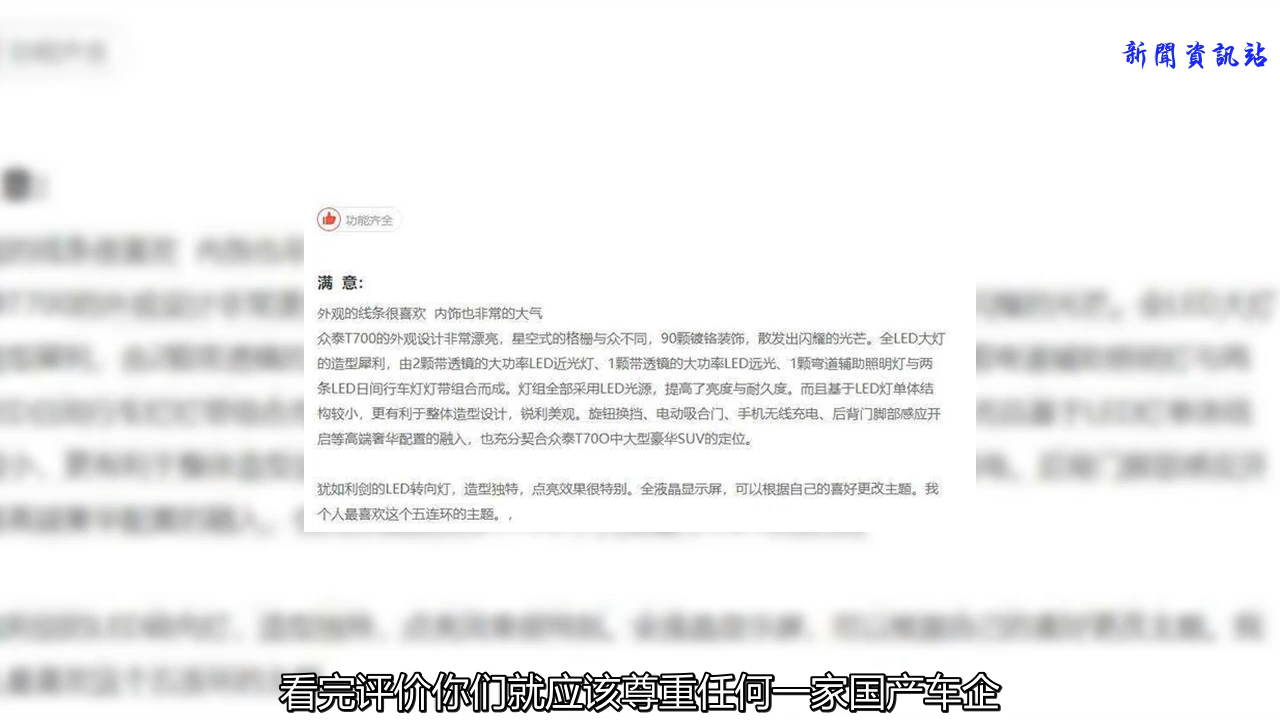 新聞資訊站
功能齐全
满 意:
外观的线条很喜欢 内饰也非常的大气
众泰T700的外观设计非常漂亮，星空式的格栅与众不同，90颗镀铬装饰，散发出闪耀的光芒。全LED大灯
的造型犀利，由2颗带透镜的大功率LED近光灯、1颗带透镜的大功率LED远光、1颗弯道辅助照明灯与两
条LED日间行车灯灯带组合而成。灯组全部采用LED光源，提高了亮度与耐久度。而且基于LED灯单体结
构较小，更有利于整体造型设计，锐利美观。旋钮换挡、电动吸合门、手机无线充电、后背门脚部感应开
启等高端奢华配置的融入，也充分契合众泰T70O中大型豪华SUV的定位。
犹如利剑的LED转向灯，造型独特，点亮效果很特别。全液晶显示屏，可以根据自己的喜好更改主题。我
个人最喜欢这个五连环的主题。，
看完评价你们就应该尊重任何一家国产车企